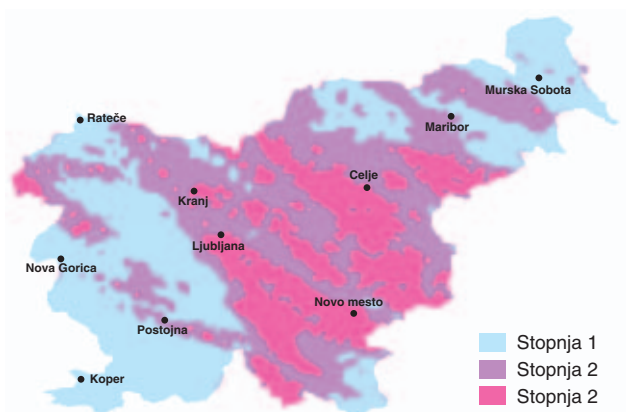 Murska Sobota
Rateče
Maribor
Celje
Kranj
Ljubljana
Nova Gorica
Novo mesto
Postojna
Koper
Stopnja 1
Stopnja 2
Stopnja 2